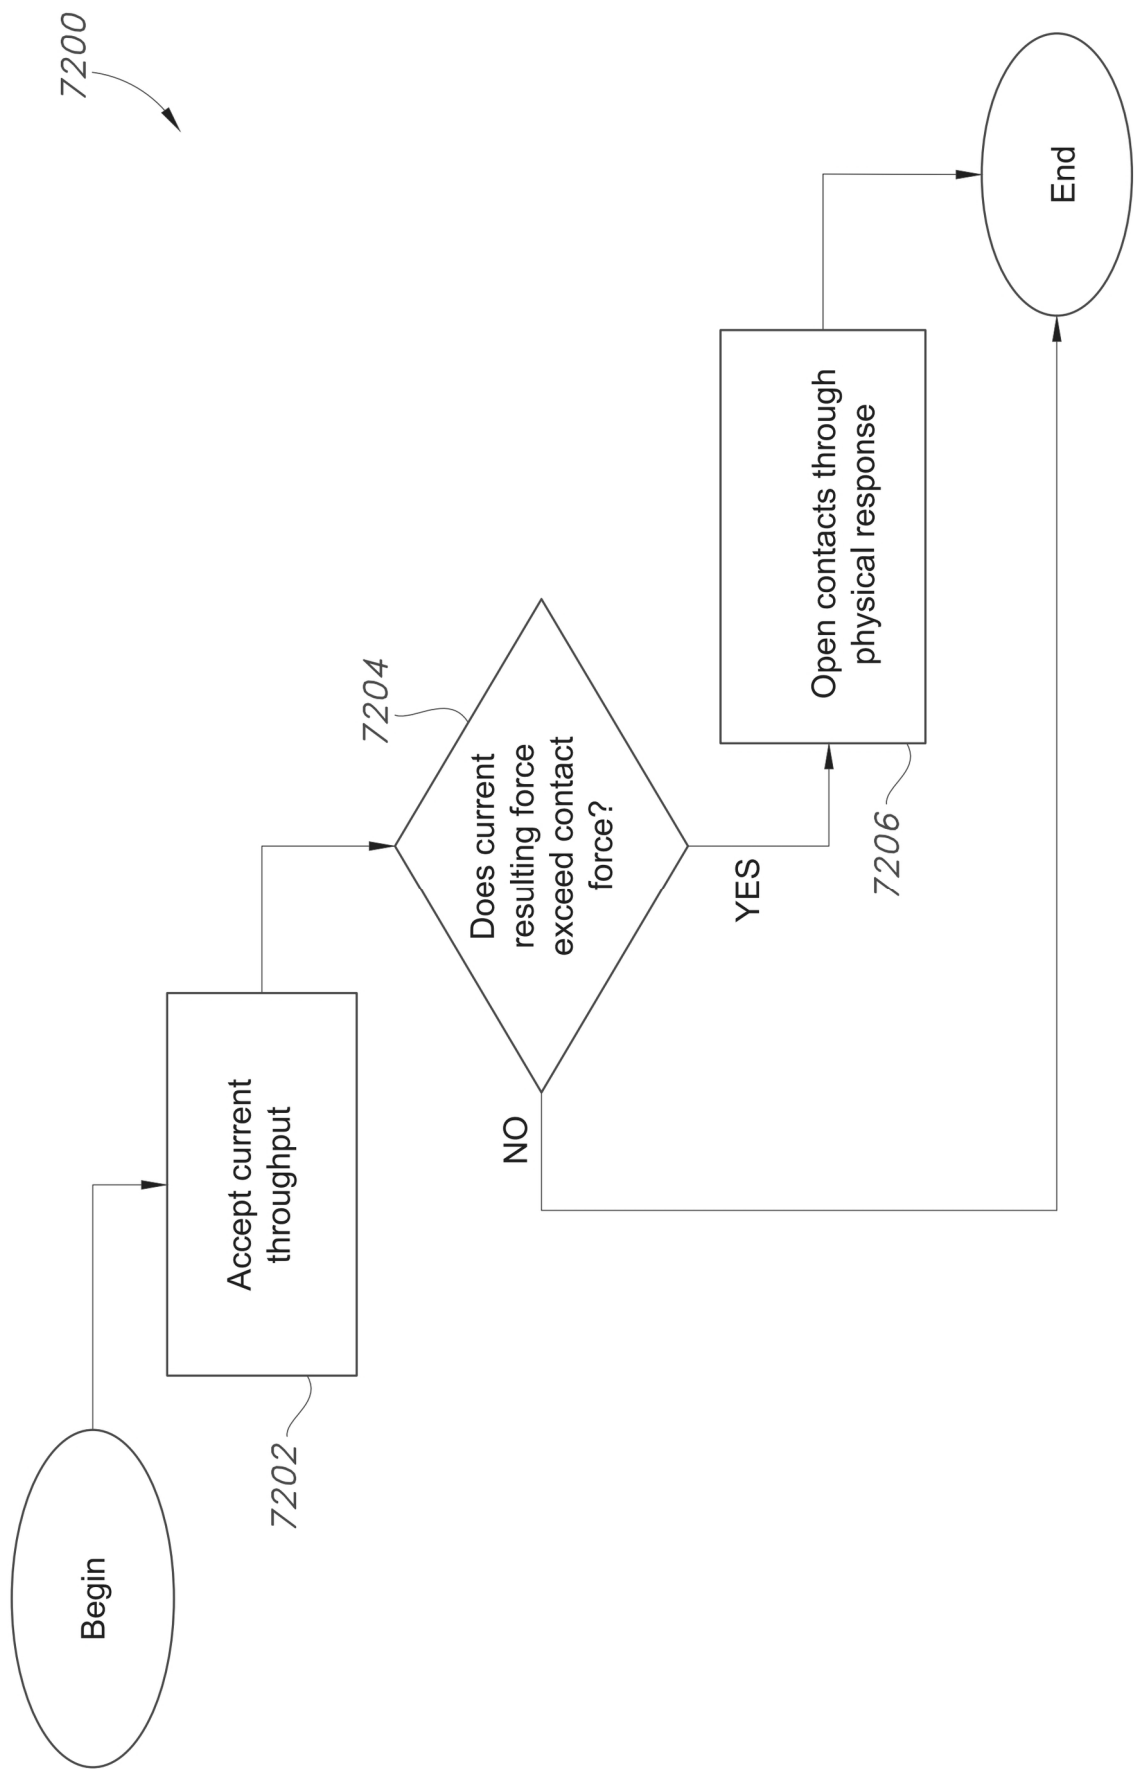 7200
Begin
Accept current
throughput
7202
Does current
resulting force
exceed contact
force?
7204
NO
YES
Open contacts through
physical response
7206
End